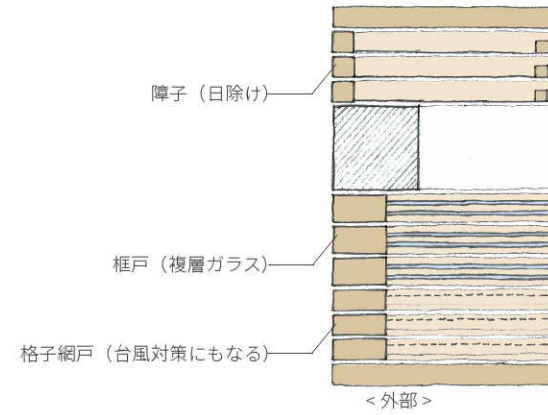 障子（日除け）
框戸（複層ガラス）
格子網戸（台風対策にもなる）
＜外部＞